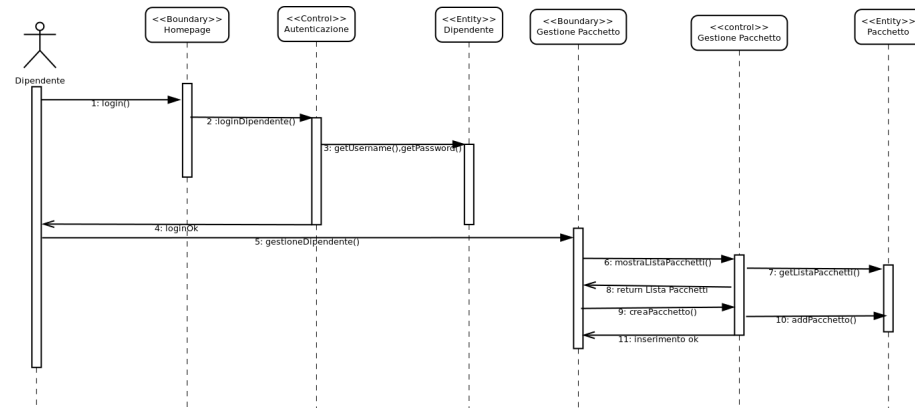 <<Boundary>>
Homepage
<<Control>>
Autenticazione
<<Entity>>
Dipendente
<<Boundary>>
Gestione Pacchetto
<<control>>
Gestione Pacchetto
<<Entity>>
Pacchetto
Dipendente
1: login()
2 :loginDipendente()
3: getUsername(),getPassword()
4: loginOk
5: gestioneDipendente()
6: mostraListaPacchetti()
7: getListaPacchetti()
8: return Lista Pacchetti
9: creaPacchetto()
10: addPacchetto()
11: inserimento ok